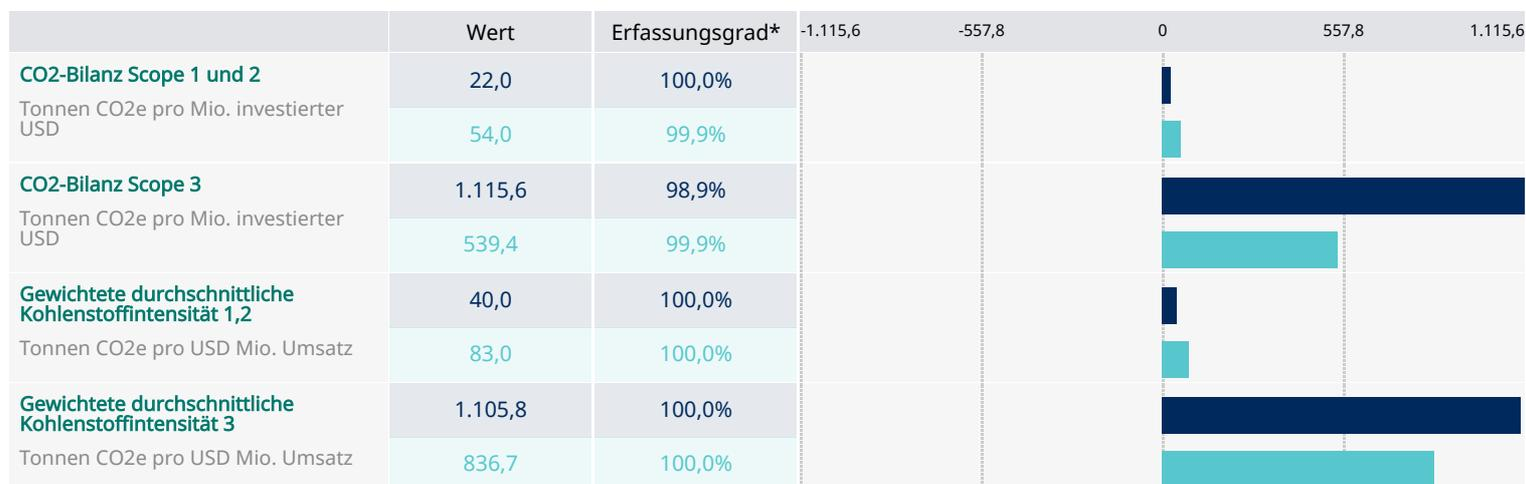 Wert Erfassungsgrad* -1.115,6 -557,8 0 557,8 1.115,6
CO2-Bilanz Scope 1 und 2
Tonnen CO2e pro Mio. investierter
USD
22,0 100,0%
54,0 99,9%
CO2-Bilanz Scope 3
Tonnen CO2e pro Mio. investierter
USD
1.115,6 98,9%
539,4 99,9%
Gewichtete durchschnittliche
Kohlenstoffintensität 1,2
Tonnen CO2e pro USD Mio. Umsatz
40,0 100,0%
83,0 100,0%
Gewichtete durchschnittliche
Kohlenstoffintensität 3
Tonnen CO2e pro USD Mio. Umsatz
1.105,8 100,0%
836,7 100,0%